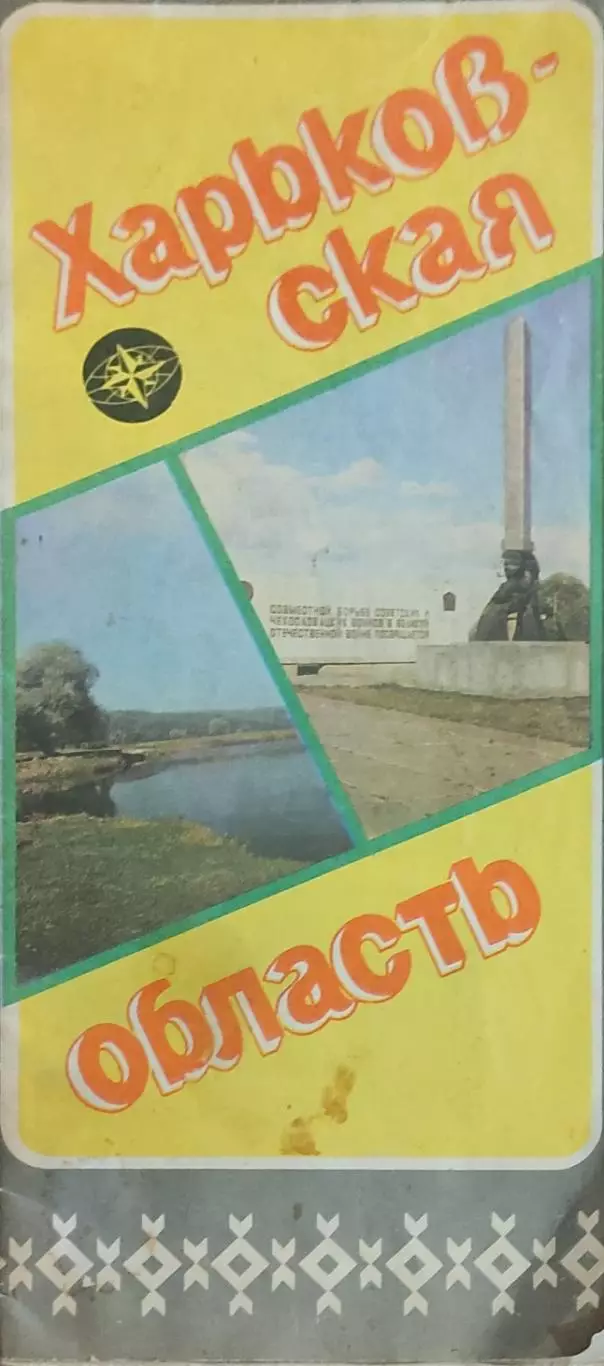 Харьков-
ская
СОВМЕСТНОЙ БОРЬБЕ СОВЕТСКИХ И
ЧЕХОСЛОВАЦКИХ ВОИНОВ В ВЕЛИКОЙ
ОТЕЧЕСТВЕННОЙ ВОЙНЕ ПОСВЯЩАЕТСЯ
область